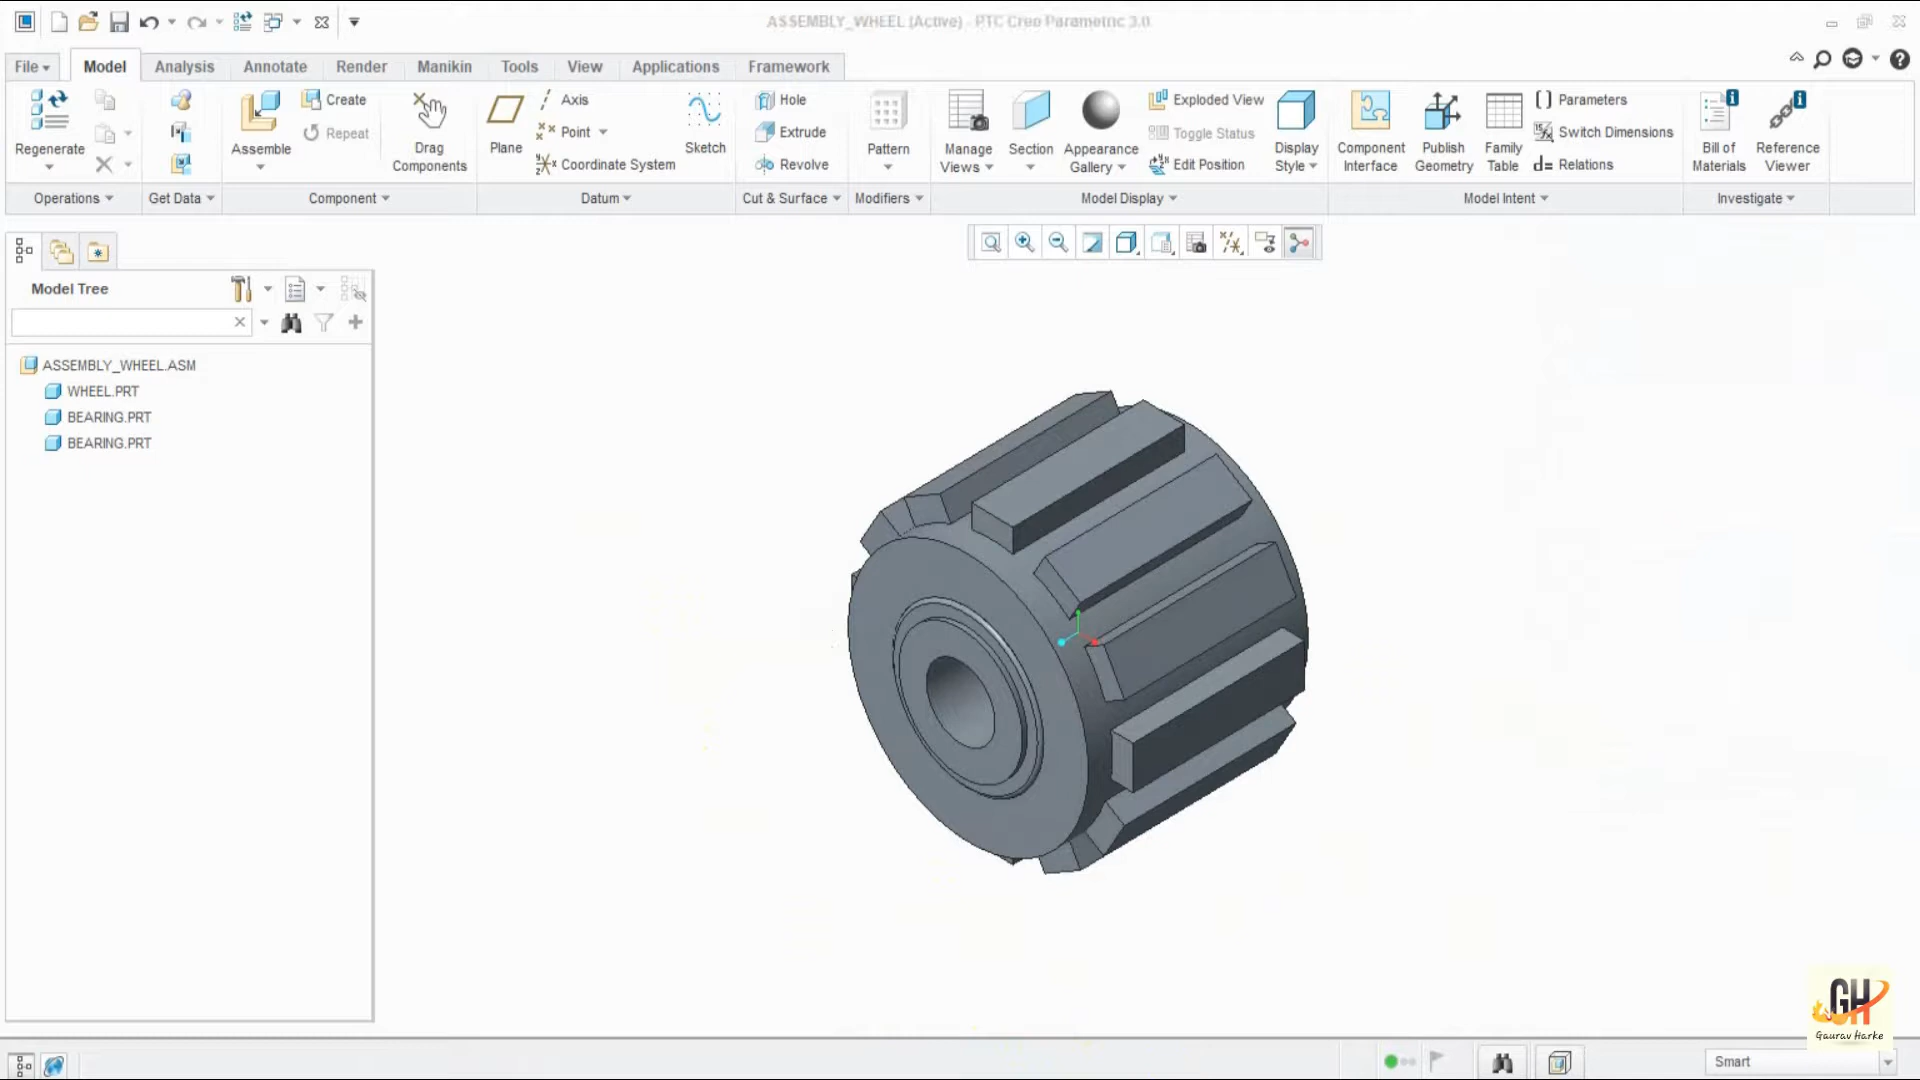 ASSEMBLY_WHEEL (Active) - PTC Creo Parametric 3.0
File Model Analysis Annotate Render Manikin Tools View Applications Framework
Regenerate
Operations
Get Data
Assemble
Create
Repeat
Drag Components
Component
Plane
Axis
Point
Coordinate System
Sketch
Datum
Hole
Extrude
Revolve
Cut & Surface
Pattern
Modifiers
Manage Views
Section
Appearance Gallery
Exploded View
Toggle Status
Edit Position
Display Style
Model Display
Component Interface
Publish Geometry
Family Table
[ ] Parameters
Switch Dimensions
d= Relations
Model Intent
Bill of Materials
Reference Viewer
Investigate
Model Tree
ASSEMBLY_WHEEL.ASM
WHEEL.PRT
BEARING.PRT
BEARING.PRT
GH
Gaurav Harke
Smart